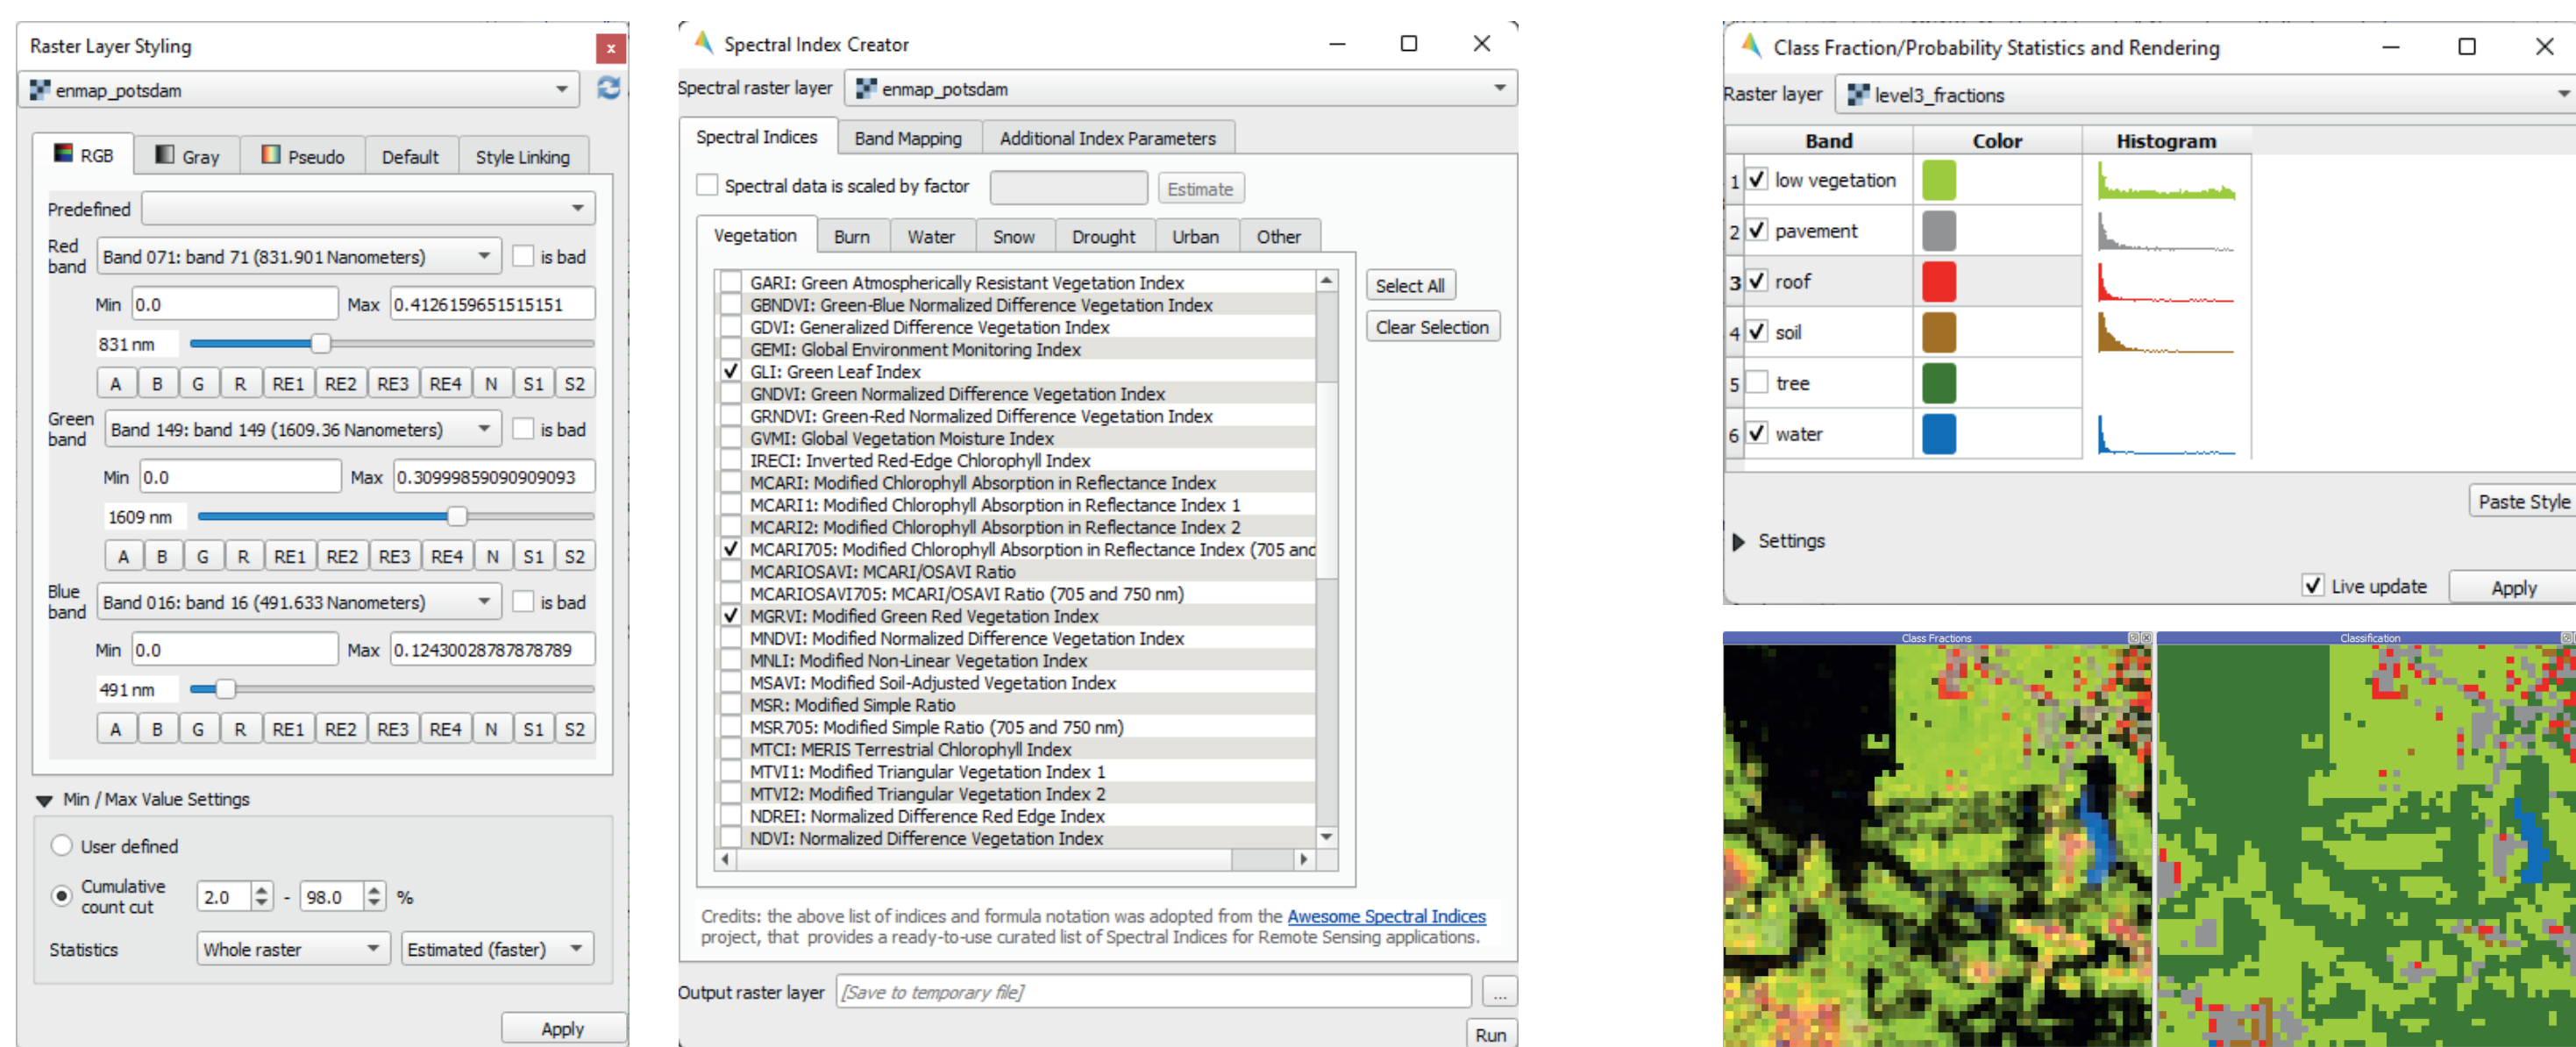 Raster Layer Styling
x
enmap_potsdam
RGB Gray Pseudo Default Style Linking
Predefined
Red band Band 071: band 71 (831.901 Nanometers) is bad
Min 0.0 Max 0.4126159651515151
831 nm
A B G R RE1 RE2 RE3 RE4 N S1 S2
Green band Band 149: band 149 (1609.36 Nanometers) is bad
Min 0.0 Max 0.30999859090909093
1609 nm
A B G R RE1 RE2 RE3 RE4 N S1 S2
Blue band Band 016: band 16 (491.633 Nanometers) is bad
Min 0.0 Max 0.12430028787878789
491 nm
A B G R RE1 RE2 RE3 RE4 N S1 S2
Min / Max Value Settings
User defined
Cumulative count cut 2.0 - 98.0 %
Statistics Whole raster Estimated (faster)
Apply
Spectral Index Creator
Spectral raster layer enmap_potsdam
Spectral Indices Band Mapping Additional Index Parameters
Spectral data is scaled by factor Estimate
Vegetation Burn Water Snow Drought Urban Other
GARI: Green Atmospherically Resistant Vegetation Index
GBNDVI: Green-Blue Normalized Difference Vegetation Index
GDVI: Generalized Difference Vegetation Index
GEMI: Global Environment Monitoring Index
GLI: Green Leaf Index
GNDVI: Green Normalized Difference Vegetation Index
GRNDVI: Green-Red Normalized Difference Vegetation Index
GVMI: Global Vegetation Moisture Index
IRECI: Inverted Red-Edge Chlorophyll Index
MCARI: Modified Chlorophyll Absorption in Reflectance Index
MCARI1: Modified Chlorophyll Absorption in Reflectance Index 1
MCARI2: Modified Chlorophyll Absorption in Reflectance Index 2
MCARI705: Modified Chlorophyll Absorption in Reflectance Index (705 and
MCARIOSAVI: MCARI/OSAVI Ratio
MCARIOSAVI705: MCARI/OSAVI Ratio (705 and 750 nm)
MGRVI: Modified Green Red Vegetation Index
MNDVI: Modified Normalized Difference Vegetation Index
MNLI: Modified Non-Linear Vegetation Index
MSAVI: Modified Soil-Adjusted Vegetation Index
MSR: Modified Simple Ratio
MSR705: Modified Simple Ratio (705 and 750 nm)
MTCI: MERIS Terrestrial Chlorophyll Index
MTVI1: Modified Triangular Vegetation Index 1
MTVI2: Modified Triangular Vegetation Index 2
NDREI: Normalized Difference Red Edge Index
NDVI: Normalized Difference Vegetation Index
Select All
Clear Selection
Credits: the above list of indices and formula notation was adopted from the Awesome Spectral Indices
project, that provides a ready-to-use curated list of Spectral Indices for Remote Sensing applications.
Output raster layer [Save to temporary file] ...
Run
Class Fraction/Probability Statistics and Rendering
Raster layer level3_fractions
Band Color Histogram
1 low vegetation
2 pavement
3 roof
4 soil
5 tree
6 water
Paste Style
Settings
Live update Apply
Class Fractions
Classification